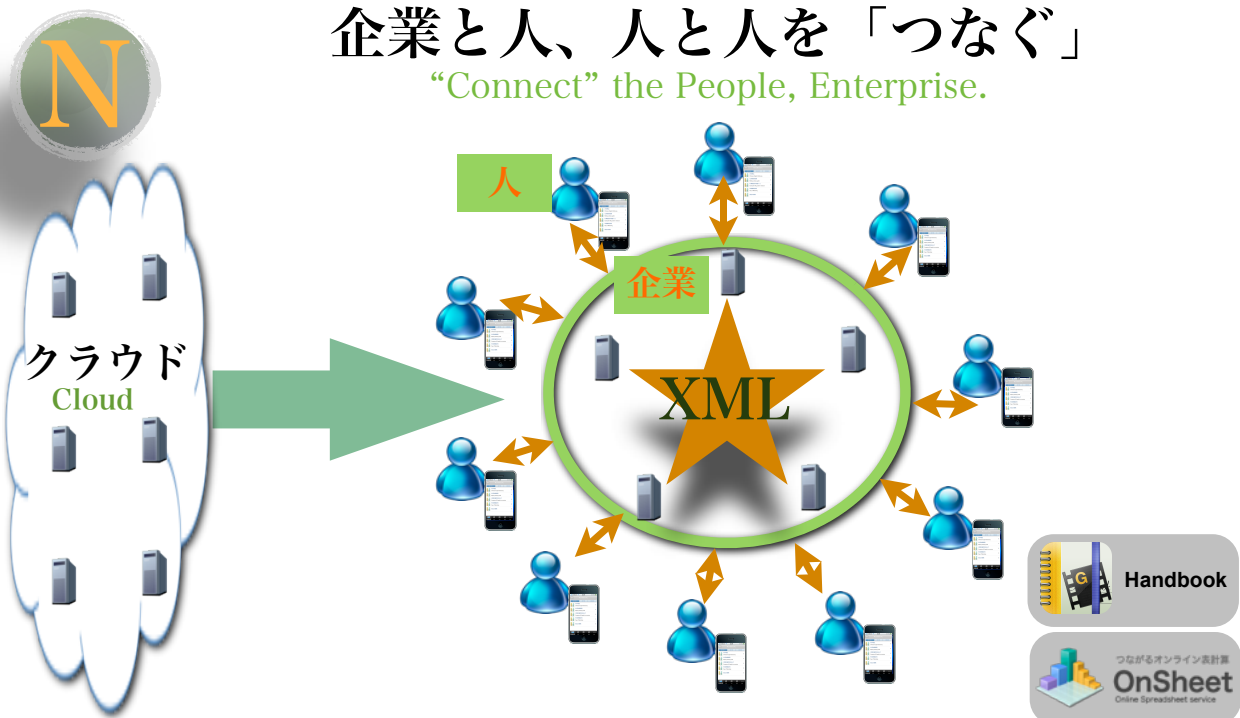 N
企業と人、人と人を「つなぐ」
“Connect” the People, Enterprise.
人
企業
クラウド
Cloud
XML
G
Handbook
つながるオンライン表計算
OnSheet
Online Spreadsheet service